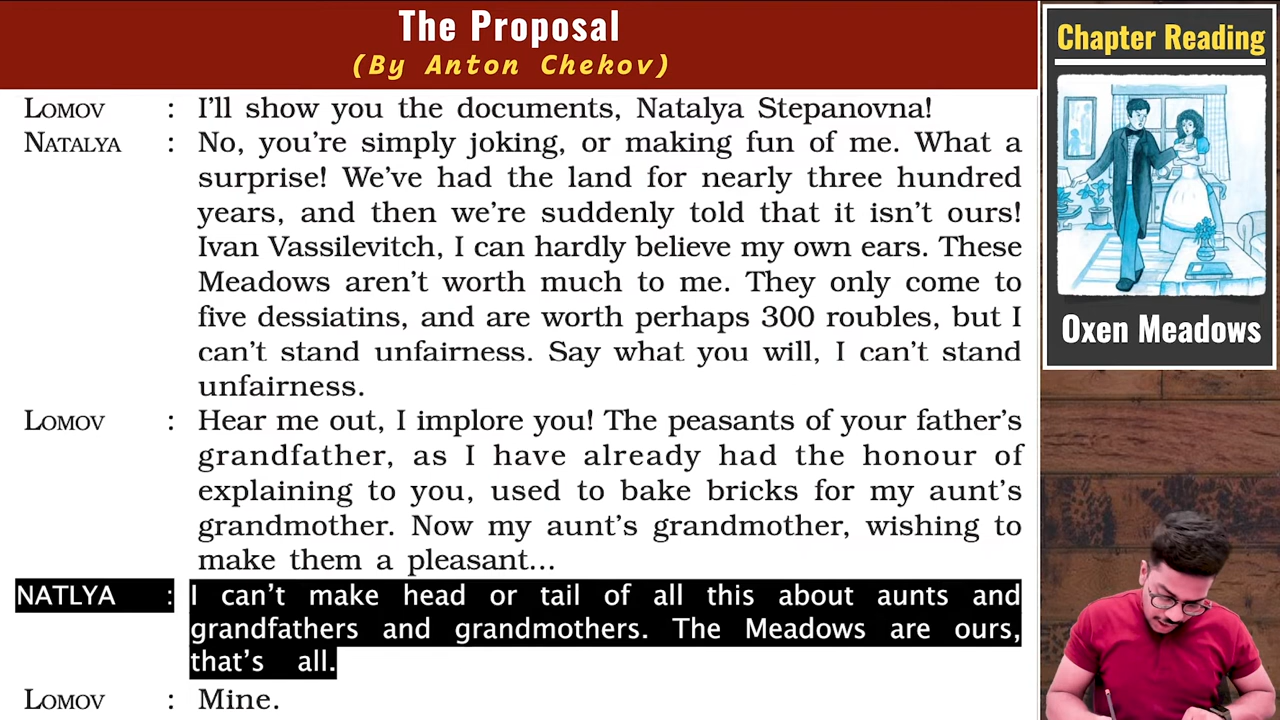 The Proposal
(By Anton Chekov)
LOMOV : I'll show you the documents, Natalya Stepanovna!
NATALYA : No, you're simply joking, or making fun of me. What a
surprise! We've had the land for nearly three hundred
years, and then we're suddenly told that it isn't ours!
Ivan Vassilevitch, I can hardly believe my own ears. These
Meadows aren't worth much to me. They only come to
five dessiatins, and are worth perhaps 300 roubles, but I
can't stand unfairness. Say what you will, I can't stand
unfairness.
LOMOV : Hear me out, I implore you! The peasants of your father's
grandfather, as I have already had the honour of
explaining to you, used to bake bricks for my aunt's
grandmother. Now my aunt's grandmother, wishing to
make them a pleasant...
NATLYA : I can't make head or tail of all this about aunts and
grandfathers and grandmothers. The Meadows are ours,
that's all.
LOMOV : Mine.
Chapter Reading
Oxen Meadows